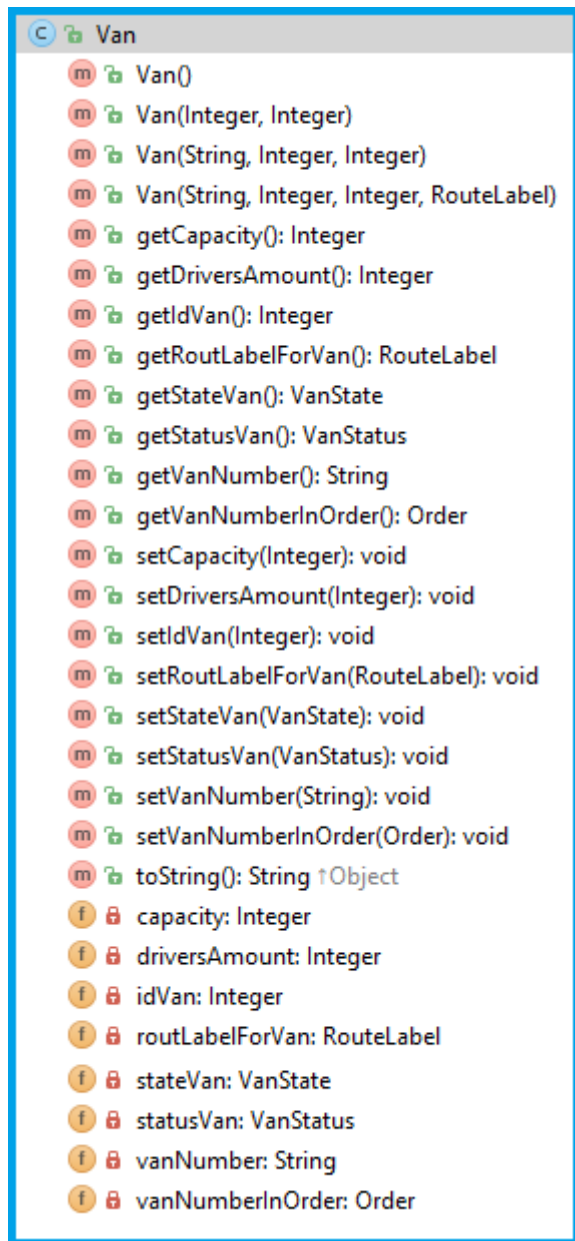 C Van
m Van()
m Van(Integer, Integer)
m Van(String, Integer, Integer)
m Van(String, Integer, Integer, RouteLabel)
m getCapacity(): Integer
m getDriversAmount(): Integer
m getIdVan(): Integer
m getRoutLabelForVan(): RouteLabel
m getStateVan(): VanState
m getStatusVan(): VanStatus
m getVanNumber(): String
m getVanNumberInOrder(): Order
m setCapacity(Integer): void
m setDriversAmount(Integer): void
m setIdVan(Integer): void
m setRoutLabelForVan(RouteLabel): void
m setStateVan(VanState): void
m setStatusVan(VanStatus): void
m setVanNumber(String): void
m setVanNumberInOrder(Order): void
m toString(): String ↑Object
f capacity: Integer
f driversAmount: Integer
f idVan: Integer
f routLabelForVan: RouteLabel
f stateVan: VanState
f statusVan: VanStatus
f vanNumber: String
f vanNumberInOrder: Order